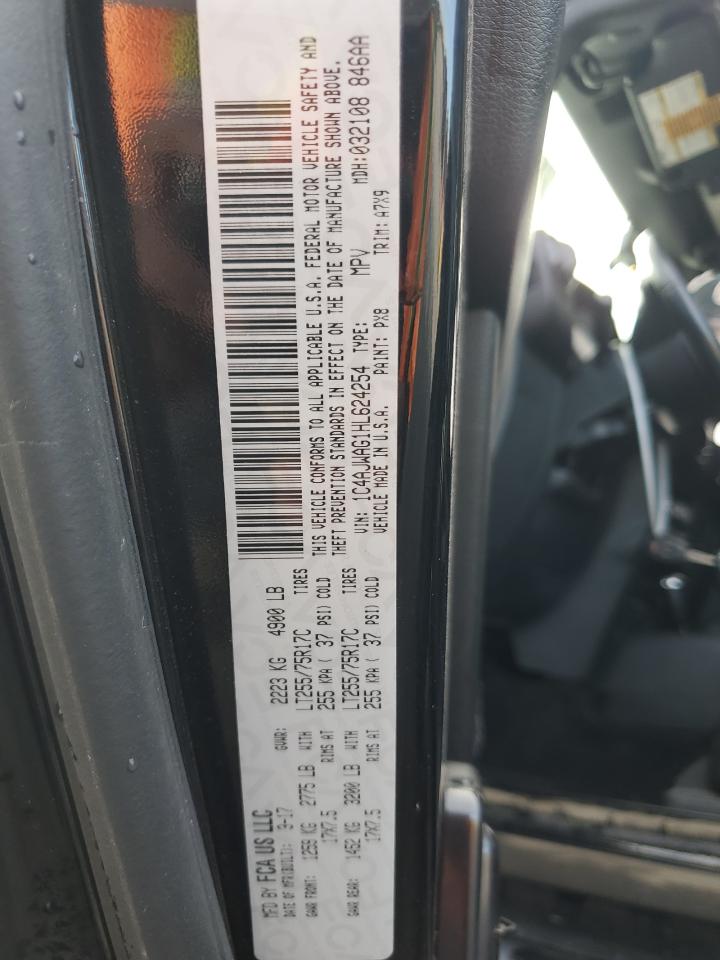 MFD BY FCA US LLC
DATE OF MFR(BUILT): 3-17 GVWR: 2223 KG 4900 LB
GAWR FRONT: 1259 KG 2775 LB WITH LT255/75R17C TIRES
17X7.5 RIMS AT 255 KPA ( 37 PSI) COLD
GAWR REAR: 1452 KG 3200 LB WITH LT255/75R17C TIRES
17X7.5 RIMS AT 255 KPA ( 37 PSI) COLD
THIS VEHICLE CONFORMS TO ALL APPLICABLE U.S.A. FEDERAL MOTOR VEHICLE SAFETY AND
THEFT PREVENTION STANDARDS IN EFFECT ON THE DATE OF MANUFACTURE SHOWN ABOVE.
VIN: 1C4AJWAG1HL624254 TYPE: MPV MDH:032108 846AA
VEHICLE MADE IN U.S.A. PAINT: PX8 TRIM: A7X9